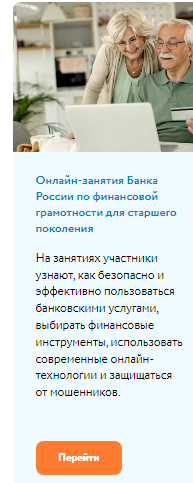 Онлайн-занятия Банка
России по финансовой
грамотности для старшего
поколения
На занятиях участники
узнают, как безопасно и
эффективно пользоваться
банковскими услугами,
выбирать финансовые
инструменты, использовать
современные онлайн-
технологии и защищаться
от мошенников.
Перейти